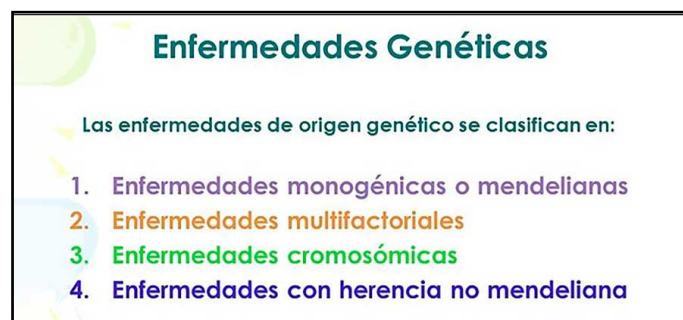 Enfermedades Genéticas
Las enfermedades de origen genético se clasifican en:
1. Enfermedades monogénicas o mendelianas
2. Enfermedades multifactoriales
3. Enfermedades cromosómicas
4. Enfermedades con herencia no mendeliana